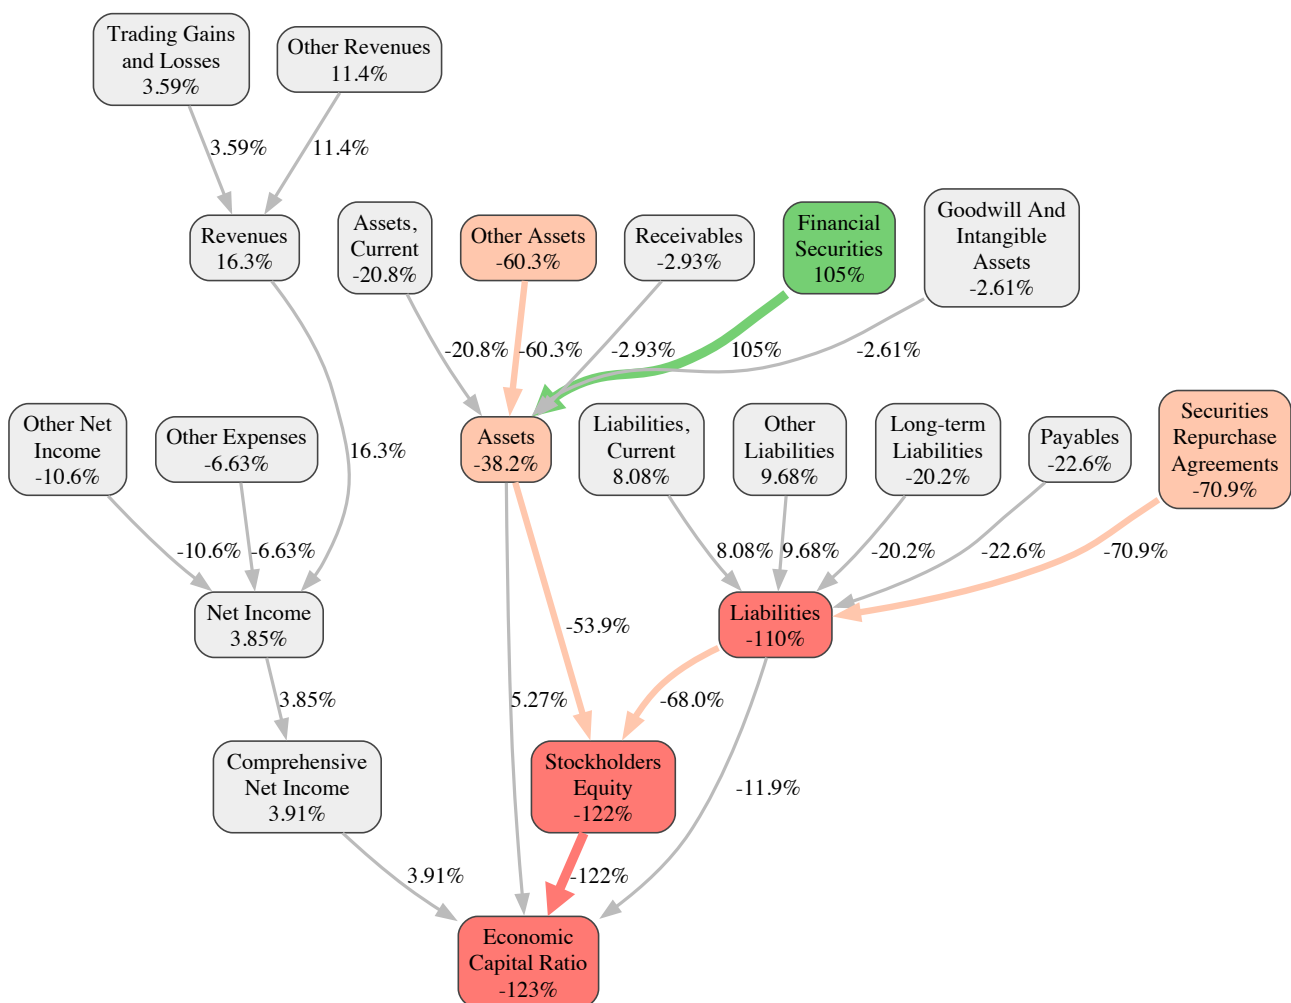 Trading Gains
and Losses
3.59%
Other Revenues
11.4%
3.59%
11.4%
Revenues
16.3%
Assets,
Current
-20.8%
Other Assets
-60.3%
Receivables
-2.93%
Financial
Securities
105%
Goodwill And
Intangible
Assets
-2.61%
-20.8%
-60.3%
-2.93%
105%
-2.61%
Other Net
Income
-10.6%
Other Expenses
-6.63%
16.3%
Assets
-38.2%
Liabilities,
Current
8.08%
Other
Liabilities
9.68%
Long-term
Liabilities
-20.2%
Payables
-22.6%
Securities
Repurchase
Agreements
-70.9%
-10.6%
-6.63%
8.08%
9.68%
-20.2%
-22.6%
-70.9%
Net Income
3.85%
-53.9%
Liabilities
-110%
3.85%
5.27%
-68.0%
Comprehensive
Net Income
3.91%
Stockholders
Equity
-122%
-11.9%
3.91%
-122%
Economic
Capital Ratio
-123%